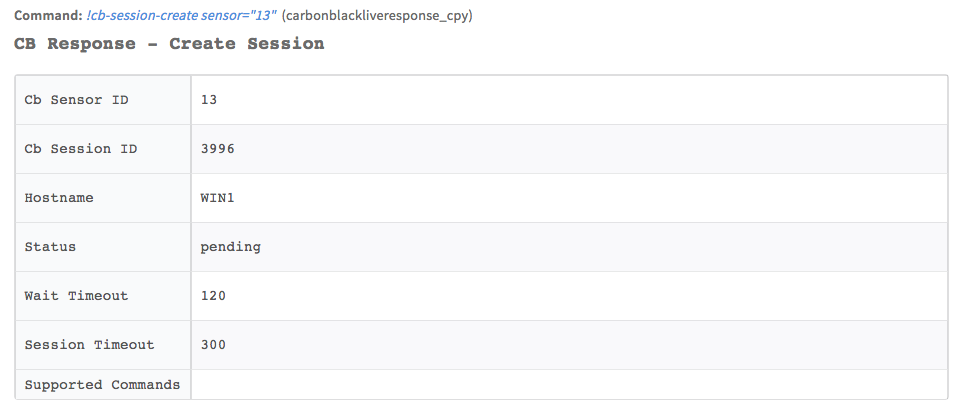 Command: !cb-session-create sensor="13" (carbonblackliveresponse_cpy)
CB Response – Create Session
Cb Sensor ID 13
Cb Session ID 3996
Hostname WIN1
Status pending
Wait Timeout 120
Session Timeout 300
Supported Commands